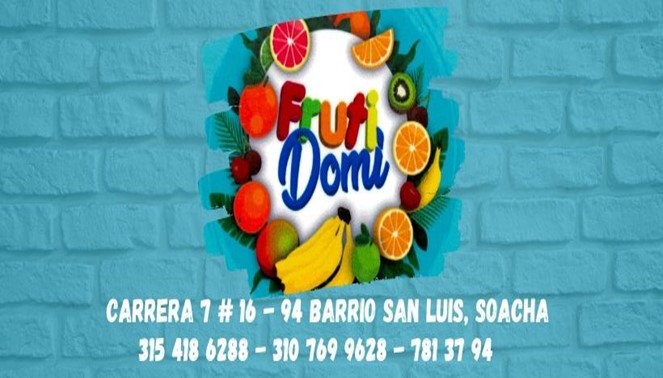 Fruti
Domi
CARRERA 7 # 16 - 94 BARRIO SAN LUIS, SOACHA
315 418 6288 - 310 769 9628 - 781 37 94